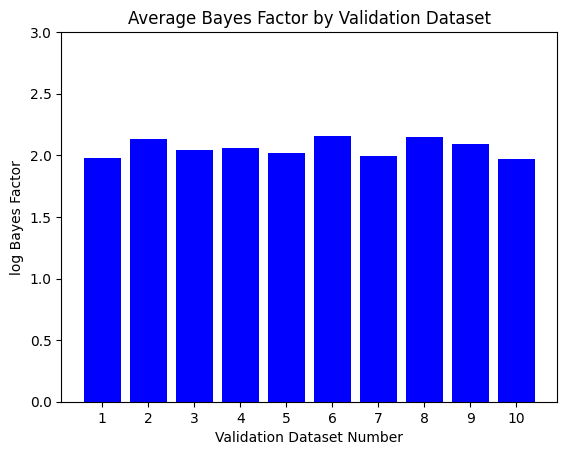 Average Bayes Factor by Validation Dataset
3.0
2.5
2.0
1.5
1.0
0.5
0.0
log Bayes Factor
1 2 3 4 5 6 7 8 9 10
Validation Dataset Number